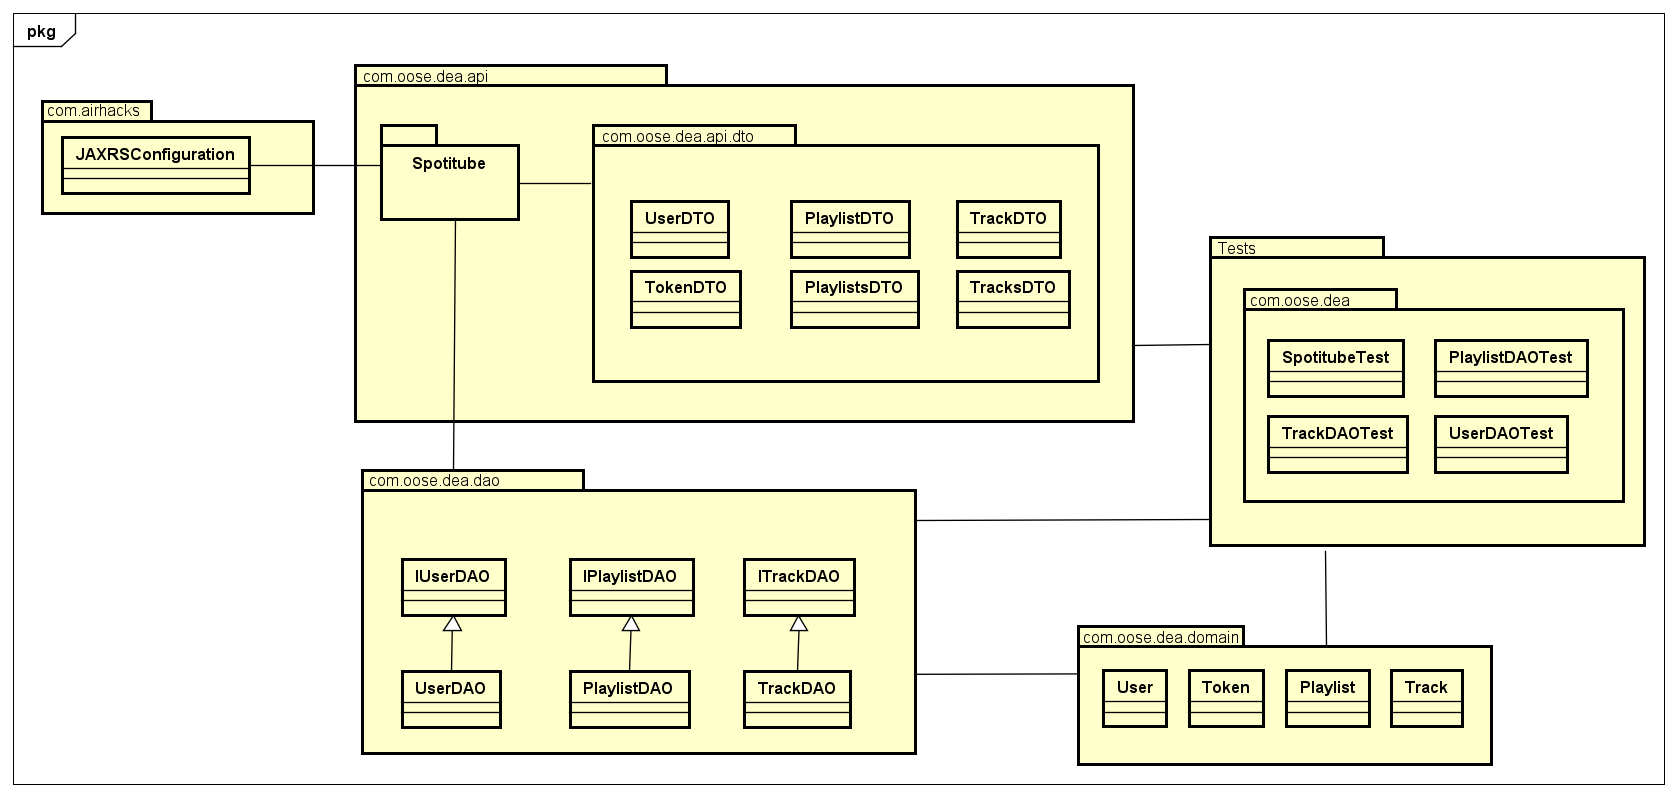 pkg
com.oose.dea.api
com.airhacks
JAXRSConfiguration
Spotitube
com.oose.dea.api.dto
UserDTO
PlaylistDTO
TrackDTO
TokenDTO
PlaylistsDTO
TracksDTO
Tests
com.oose.dea
SpotitubeTest
PlaylistDAOTest
TrackDAOTest
UserDAOTest
com.oose.dea.dao
IUserDAO
IPlaylistDAO
ITrackDAO
UserDAO
PlaylistDAO
TrackDAO
com.oose.dea.domain
User
Token
Playlist
Track